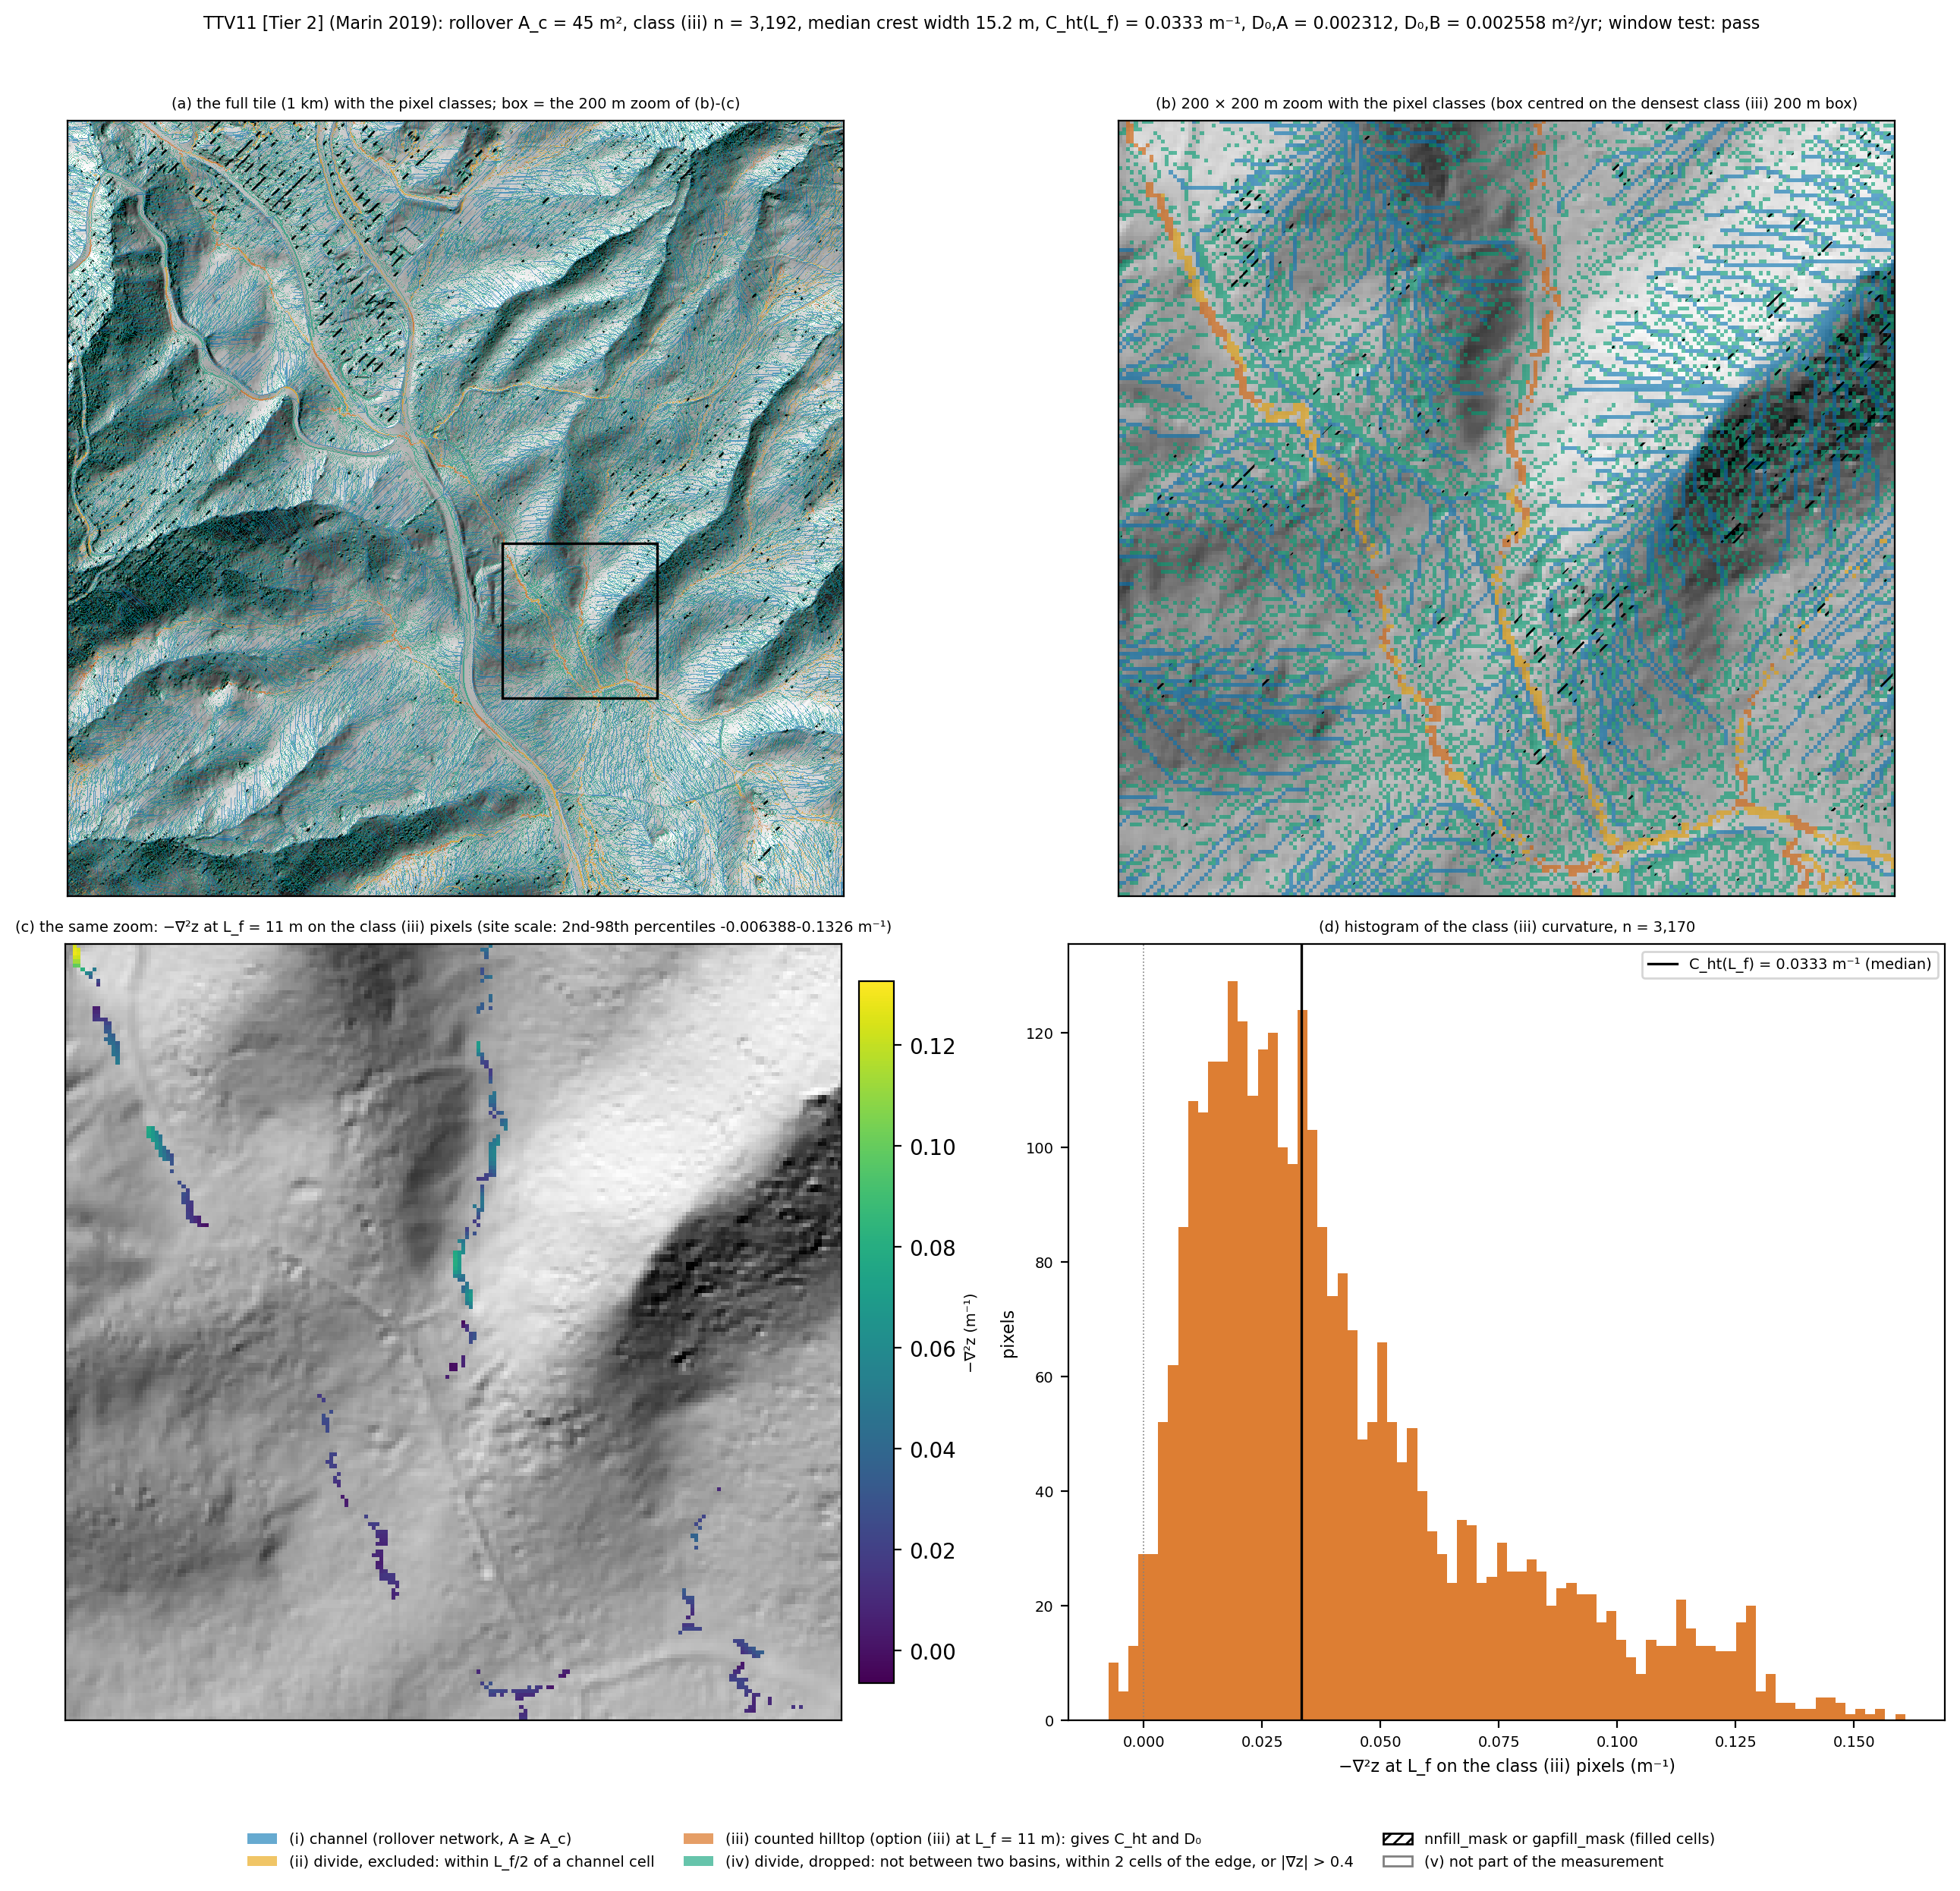 TTV11 [Tier 2] (Marin 2019): rollover A_c = 45 m², class (iii) n = 3,192, median crest width 15.2 m, C_ht(L_f) = 0.0333 m⁻¹, D₀,A = 0.002312, D₀,B = 0.002558 m²/yr; window test: pass
(a) the full tile (1 km) with the pixel classes; box = the 200 m zoom of (b)-(c)
(b) 200 × 200 m zoom with the pixel classes (box centred on the densest class (iii) 200 m box)
(c) the same zoom: −∇²z at L_f = 11 m on the class (iii) pixels (site scale: 2nd-98th percentiles -0.006388-0.1326 m⁻¹)
0.12
0.10
0.08
0.06
0.04
0.02
0.00
−∇²z (m⁻¹)
(d) histogram of the class (iii) curvature, n = 3,170
C_ht(L_f) = 0.0333 m⁻¹ (median)
120
100
80
60
40
20
0
pixels
0.000 0.025 0.050 0.075 0.100 0.125 0.150
−∇²z at L_f on the class (iii) pixels (m⁻¹)
(i) channel (rollover network, A ≥ A_c)
(ii) divide, excluded: within L_f/2 of a channel cell
(iii) counted hilltop (option (iii) at L_f = 11 m): gives C_ht and D₀
(iv) divide, dropped: not between two basins, within 2 cells of the edge, or |∇z| > 0.4
nnfill_mask or gapfill_mask (filled cells)
(v) not part of the measurement